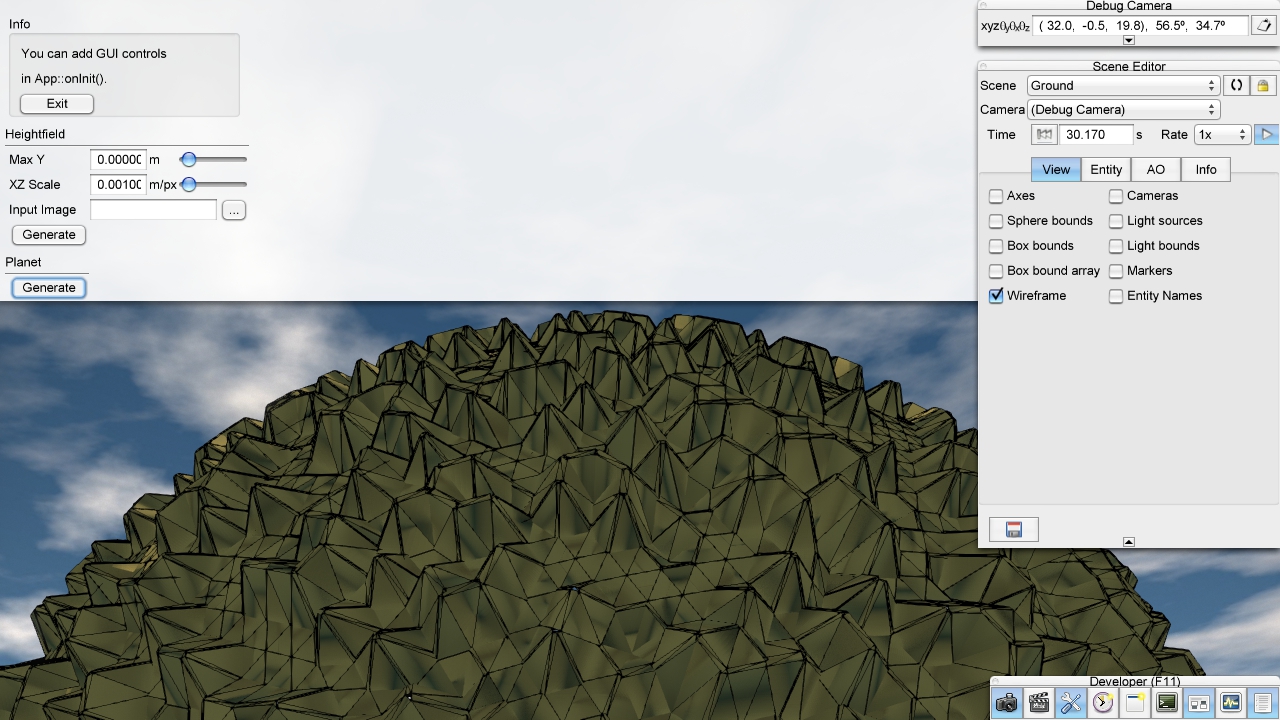 Info
You can add GUI controls
in App::onInit().
Exit
Heightfield
Max Y 0.0000 m
XZ Scale 0.0010 m/px
Input Image ...
Generate
Planet
Generate
Debug Camera
( 32.0, -0.5, 19.8), 56.5º, 34.7º
Scene Editor
Scene Ground
Camera (Debug Camera)
Time 30.170 s Rate 1x
View Entity AO Info
Axes Cameras
Sphere bounds Light sources
Box bounds Light bounds
Box bound array Markers
Wireframe Entity Names
Developer (F11)